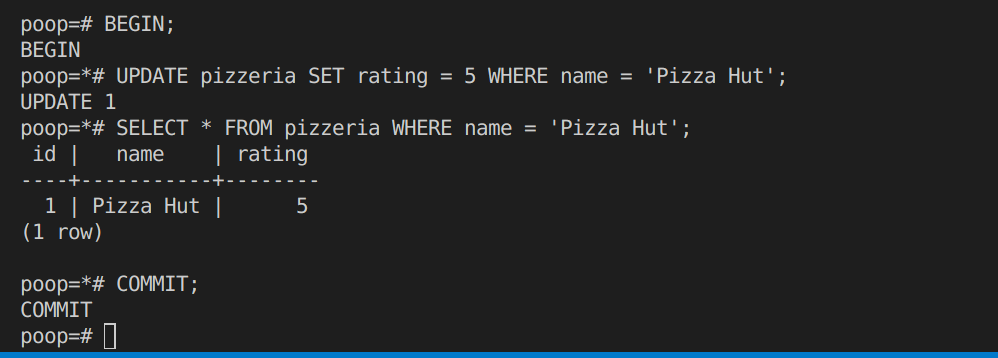 poop=# BEGIN;
BEGIN
poop=*# UPDATE pizzeria SET rating = 5 WHERE name = 'Pizza Hut';
UPDATE 1
poop=*# SELECT * FROM pizzeria WHERE name = 'Pizza Hut';
 id |   name    | rating
----+-----------+--------
  1 | Pizza Hut |      5
(1 row)

poop=*# COMMIT;
COMMIT
poop=#